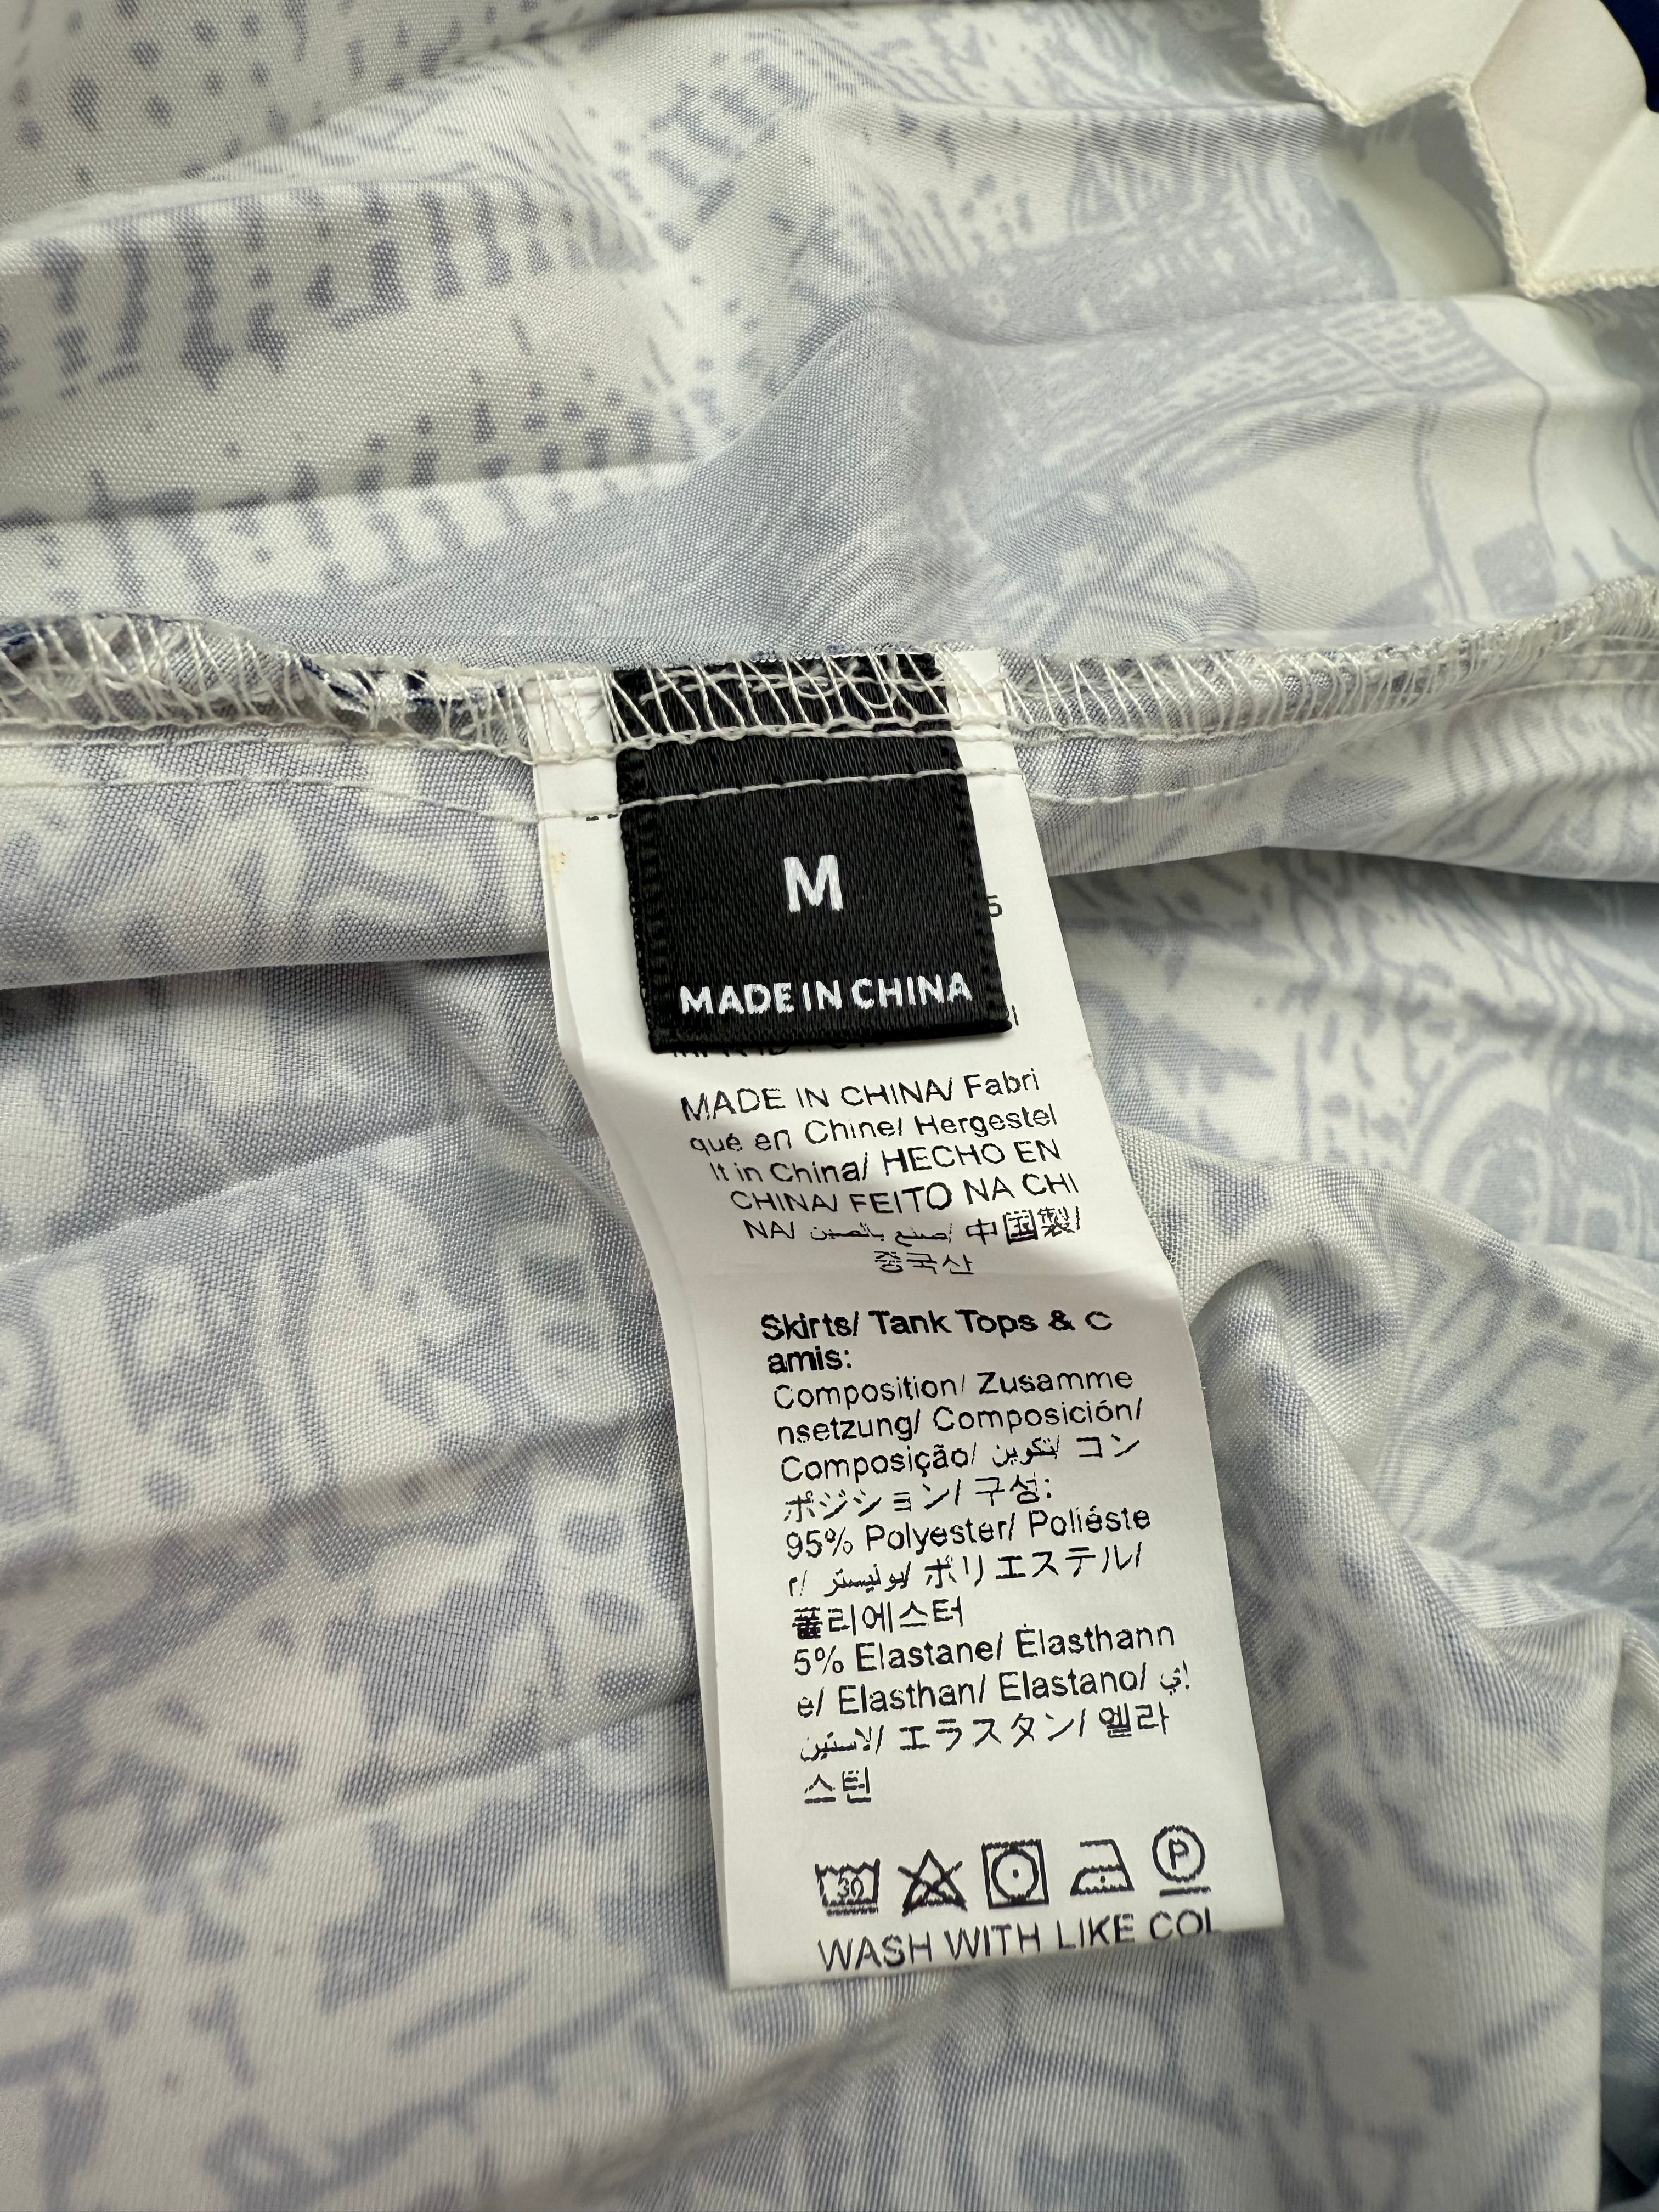 M
MADE IN CHINA
MADE IN CHINA/ Fabri
qué en Chine/ Hergestel
lt in China/ HECHO EN
CHINA/ FEITO NA CHI
NA/ صنع بالصين/ 中国製/
중국산
Skirts/ Tank Tops & C
amis:
Composition/ Zusamme
nsetzung/ Composición/
Composição/ تكوين/ コン
ポジション/ 구성:
95% Polyester/ Poliéste
r/ بوليستر/ ポリエステル/
폴리에스터
5% Elastane/ Élasthann
e/ Elasthan/ Elastano/ إي
لاستين/ エラスタン/ 엘라
스틴
30
P
WASH WITH LIKE COL